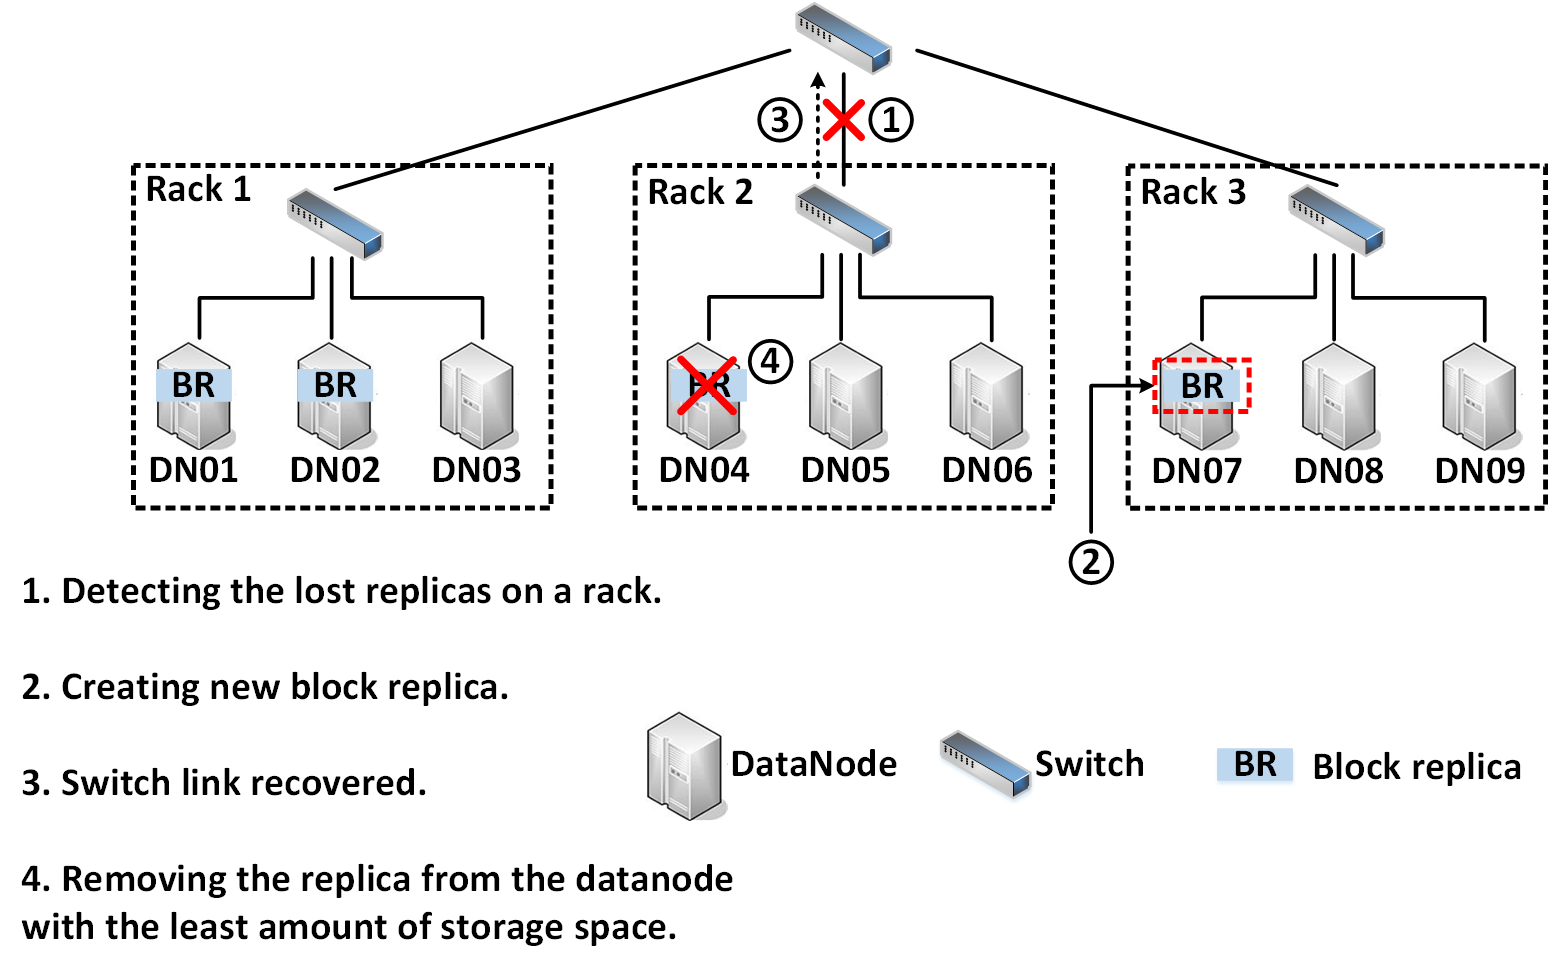 ③
①
Rack 1
Rack 2
Rack 3
BR
BR
BR
④
BR
DN01
DN02
DN03
DN04
DN05
DN06
DN07
DN08
DN09
②
1. Detecting the lost replicas on a rack.
2. Creating new block replica.
3. Switch link recovered.
4. Removing the replica from the datanode
with the least amount of storage space.
DataNode
Switch
BR
Block replica